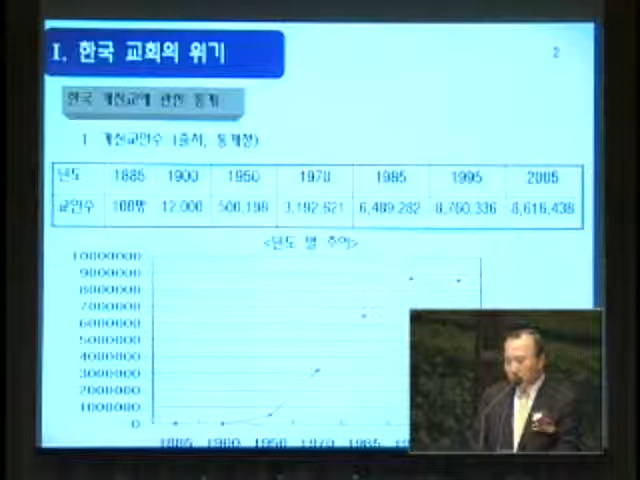 I. 한국 교회의 위기
2
한국 개신교에 관한 통계
1. 개신교인수 (출처, 통계청)
년도 1885 1900 1950 1970 1985 1995 2005
교인수 100명 12,000 500,198 3,192,621 6,489,282 8,760,336 8,616,438
<년도 별 추이>
10000000
9000000
8000000
7000000
6000000
5000000
4000000
3000000
2000000
1000000
0
1885 1900 1950 1970 1985